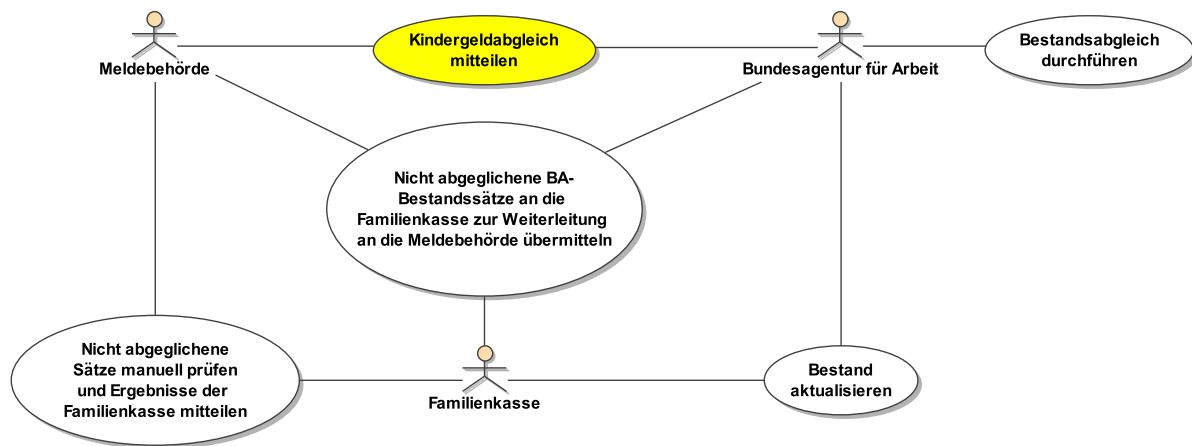 Kindergeldabgleich
mitteilen
Bestandsabgleich
durchführen
Meldebehörde
Bundesagentur für Arbeit
Nicht abgeglichene BA-
Bestandssätze an die
Familienkasse zur Weiterleitung
an die Meldebehörde übermitteln
Nicht abgeglichene
Sätze manuell prüfen
und Ergebnisse der
Familienkasse mitteilen
Familienkasse
Bestand
aktualisieren